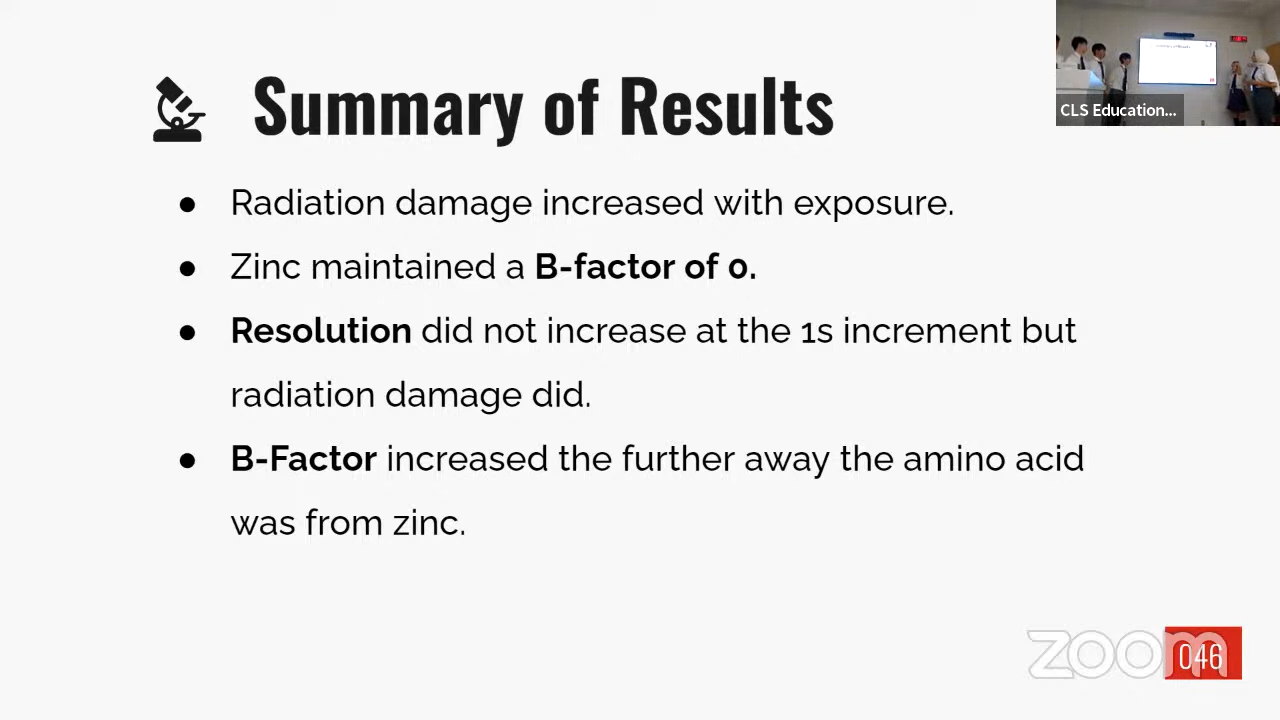 Summary of Results
CLS Education...
● Radiation damage increased with exposure.
● Zinc maintained a B-factor of 0.
● Resolution did not increase at the 1s increment but
radiation damage did.
● B-Factor increased the further away the amino acid
was from zinc.
zoom
046